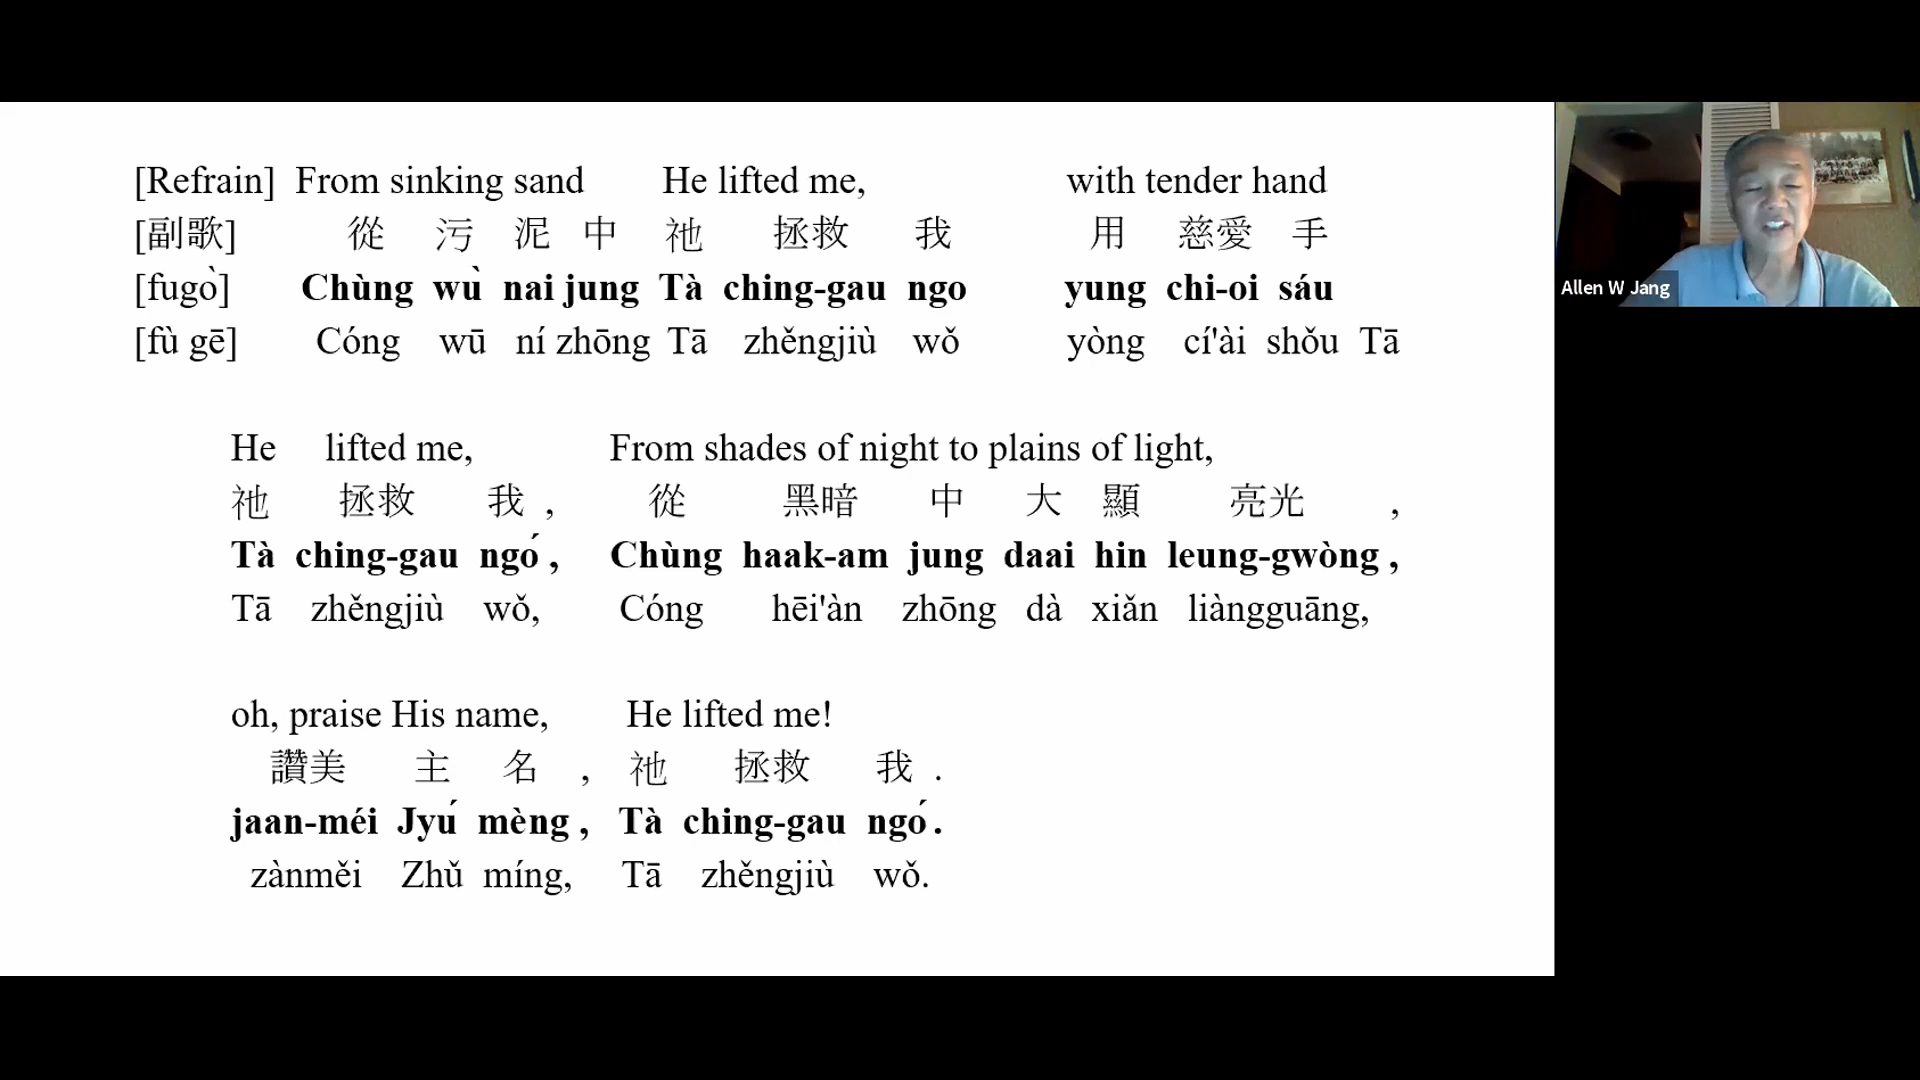 [Refrain] From sinking sand He lifted me, with tender hand
[副歌] 從 污 泥 中 祂 拯救 我 用 慈愛 手
[fugò] Chùng wù nai jung Tà ching-gau ngo yung chi-oi sáu
[fù gē] Cóng wū ní zhōng Tā zhěngjiù wǒ yòng cí'ài shǒu Tā
He lifted me, From shades of night to plains of light,
祂 拯救 我 , 從 黑暗 中 大 顯 亮光 ,
Tà ching-gau ngó , Chùng haak-am jung daai hin leung-gwòng ,
Tā zhěngjiù wǒ, Cóng hēi'àn zhōng dà xiǎn liàngguāng,
oh, praise His name, He lifted me!
讚美 主 名 , 祂 拯救 我 .
jaan-méi Jyú mèng , Tà ching-gau ngó .
zànměi Zhǔ míng, Tā zhěngjiù wǒ.
Allen W Jang